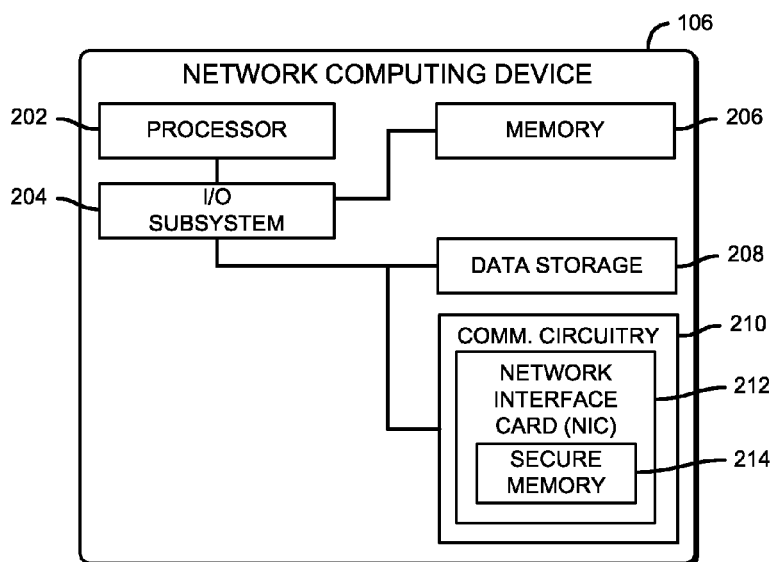 106
NETWORK COMPUTING DEVICE
202
PROCESSOR
MEMORY
206
204
I/O
SUBSYSTEM
DATA STORAGE
208
COMM. CIRCUITRY
210
NETWORK
INTERFACE
CARD (NIC)
212
SECURE
MEMORY
214